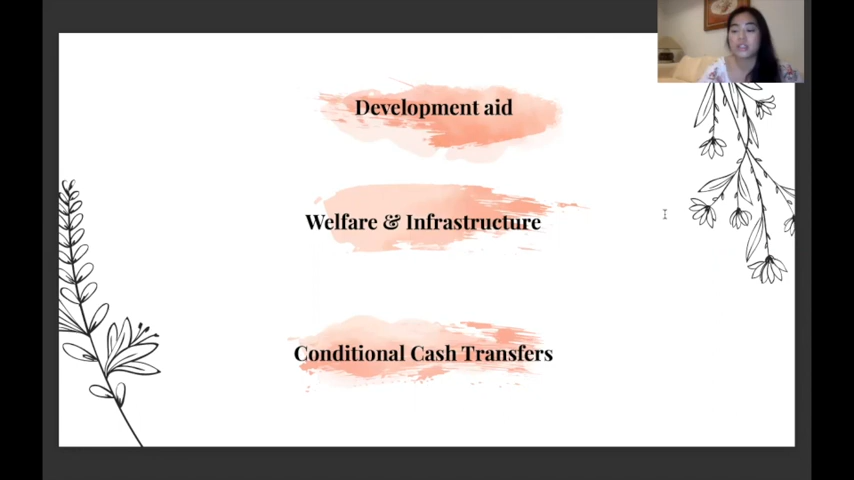 Development aid
Welfare & Infrastructure
Conditional Cash Transfers